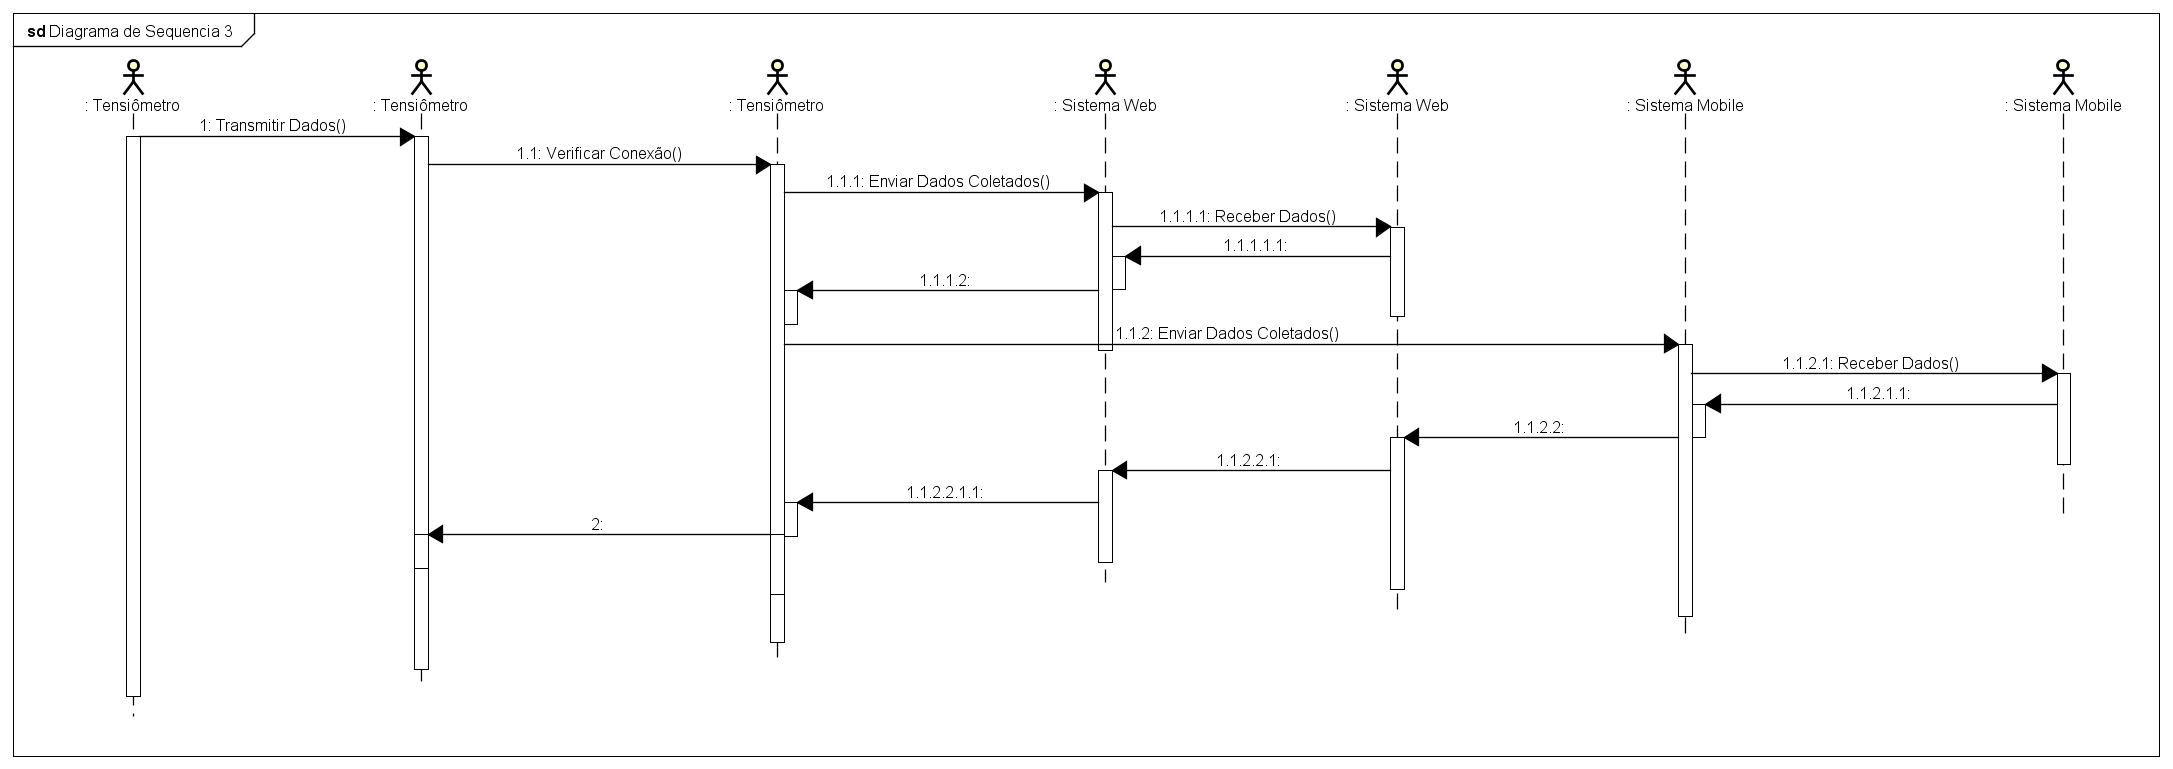 sd Diagrama de Sequencia 3
: Tensiômetro
: Tensiômetro
: Tensiômetro
: Sistema Web
: Sistema Web
: Sistema Mobile
: Sistema Mobile
1: Transmitir Dados()
1.1: Verificar Conexão()
1.1.1: Enviar Dados Coletados()
1.1.1.1: Receber Dados()
1.1.1.1.1:
1.1.1.2:
1.1.2: Enviar Dados Coletados()
1.1.2.1: Receber Dados()
1.1.2.1.1:
1.1.2.2:
1.1.2.2.1:
1.1.2.2.1.1:
2: